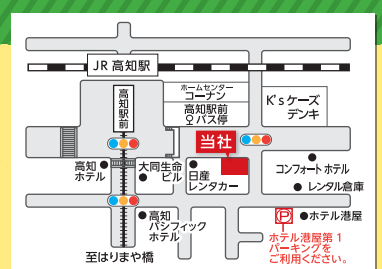 JR 高知駅
ホームセンター
コーナン
高知駅前
バス停
K'sケーズ
デンキ
高知駅前
当社
高知
ホテル
大同生命
ビル
日産
レンタカー
コンフォートホテル
レンタル倉庫
高知
パシフィック
ホテル
P
ホテル港屋
ホテル港屋第1
パーキングを
ご利用ください。
至はりまや橋